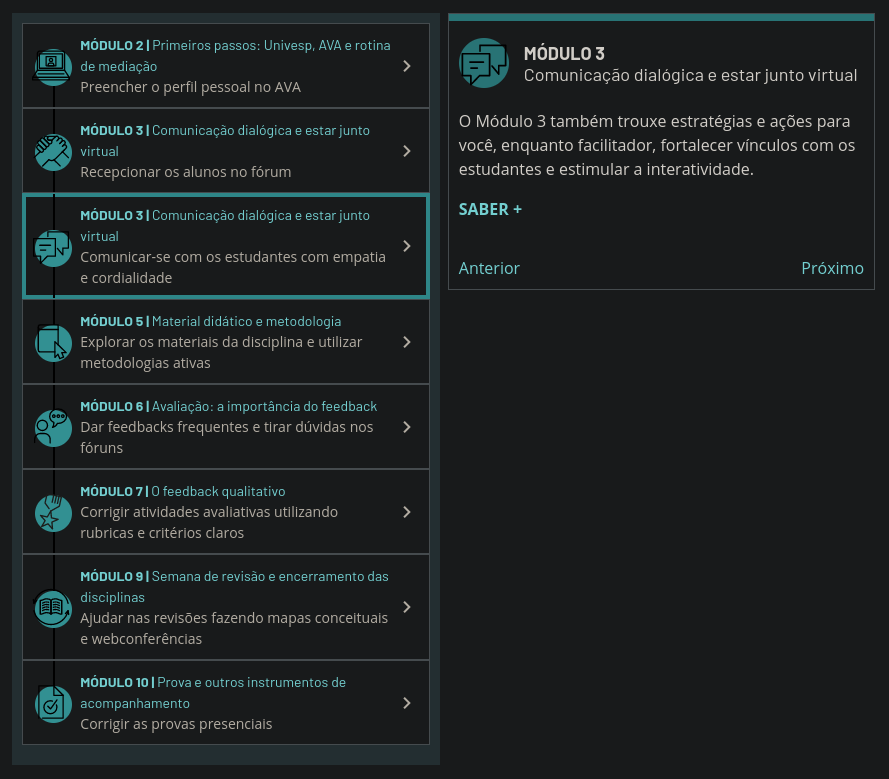 MÓDULO 2 | Primeiros passos: Univesp, AVA e rotina
de mediação
Preencher o perfil pessoal no AVA
MÓDULO 3 | Comunicação dialógica e estar junto
virtual
Recepcionar os alunos no fórum
MÓDULO 3 | Comunicação dialógica e estar junto
virtual
Comunicar-se com os estudantes com empatia
e cordialidade
MÓDULO 5 | Material didático e metodologia
Explorar os materiais da disciplina e utilizar
metodologias ativas
MÓDULO 6 | Avaliação: a importância do feedback
Dar feedbacks frequentes e tirar dúvidas nos
fóruns
MÓDULO 7 | O feedback qualitativo
Corrigir atividades avaliativas utilizando
rubricas e critérios claros
MÓDULO 9 | Semana de revisão e encerramento das
disciplinas
Ajudar nas revisões fazendo mapas conceituais
e webconferências
MÓDULO 10 | Prova e outros instrumentos de
acompanhamento
Corrigir as provas presenciais
MÓDULO 3
Comunicação dialógica e estar junto virtual
O Módulo 3 também trouxe estratégias e ações para
você, enquanto facilitador, fortalecer vínculos com os
estudantes e estimular a interatividade.
SABER +
Anterior
Próximo